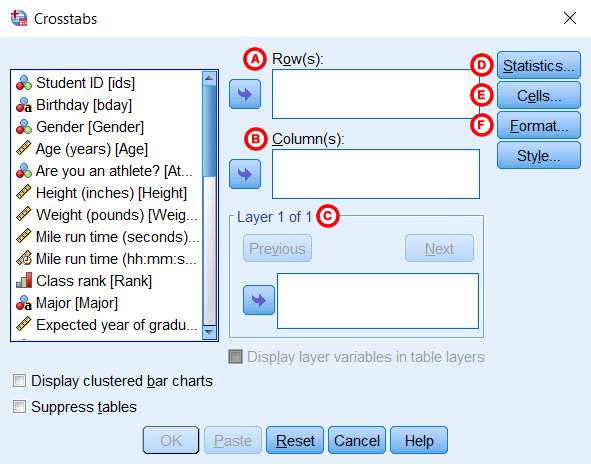 Crosstabs
A Row(s):
D Statistics...
Student ID [ids]
E Cells...
Birthday [bday]
Gender [Gender]
F Format...
Age (years) [Age]
B Column(s):
Are you an athlete? [At...
Style...
Height (inches) [Height]
Weight (pounds) [Weig...
Layer 1 of 1 C
Mile run time (seconds)...
Previous Next
Mile run time (hh:mm:s...
Class rank [Rank]
Major [Major]
Expected year of gradu...
Display layer variables in table layers
Display clustered bar charts
Suppress tables
OK Paste Reset Cancel Help